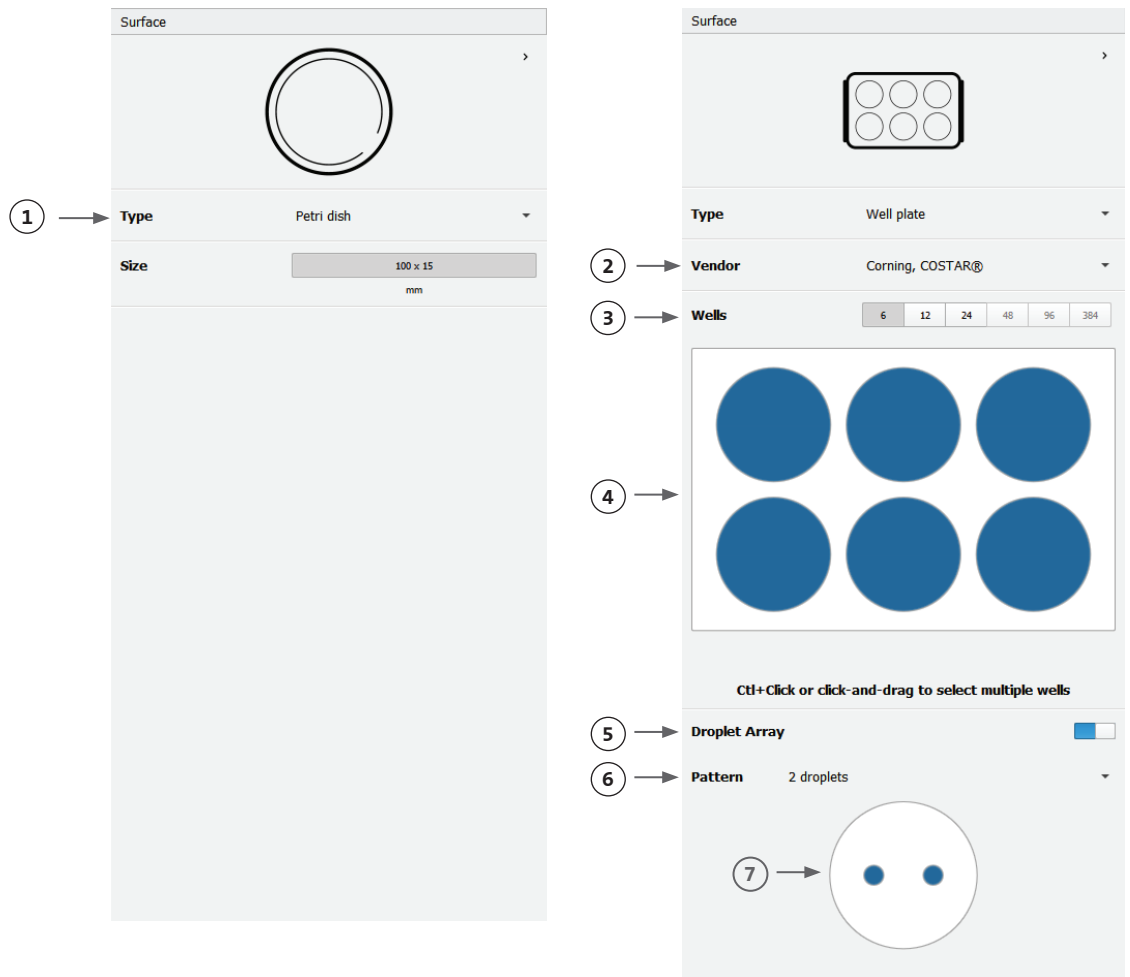 Surface
1
Type Petri dish
Size 100 x 15
mm
Surface
Type Well plate
2
Vendor Corning, COSTAR®
3
Wells 6 12 24 48 96 384
4
Ctl+Click or click-and-drag to select multiple wells
5
Droplet Array
6
Pattern 2 droplets
7